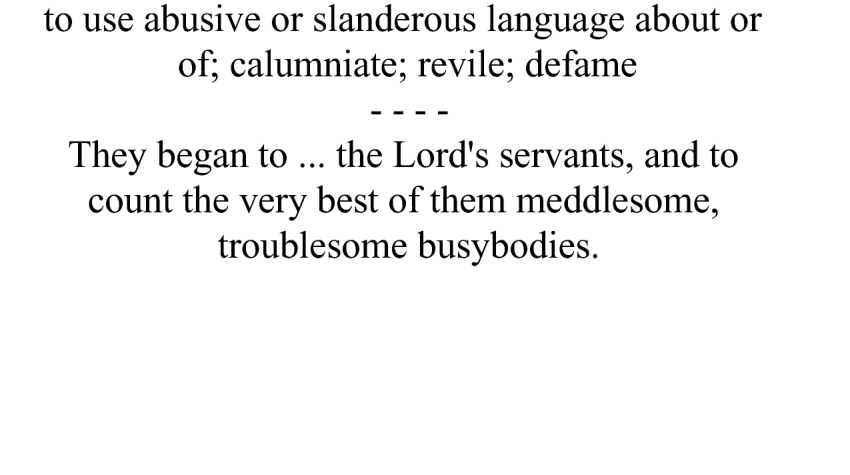 to use abusive or slanderous language about or
of; calumniate; revile; defame
- - - -
They began to ... the Lord's servants, and to
count the very best of them meddlesome,
troublesome busybodies.